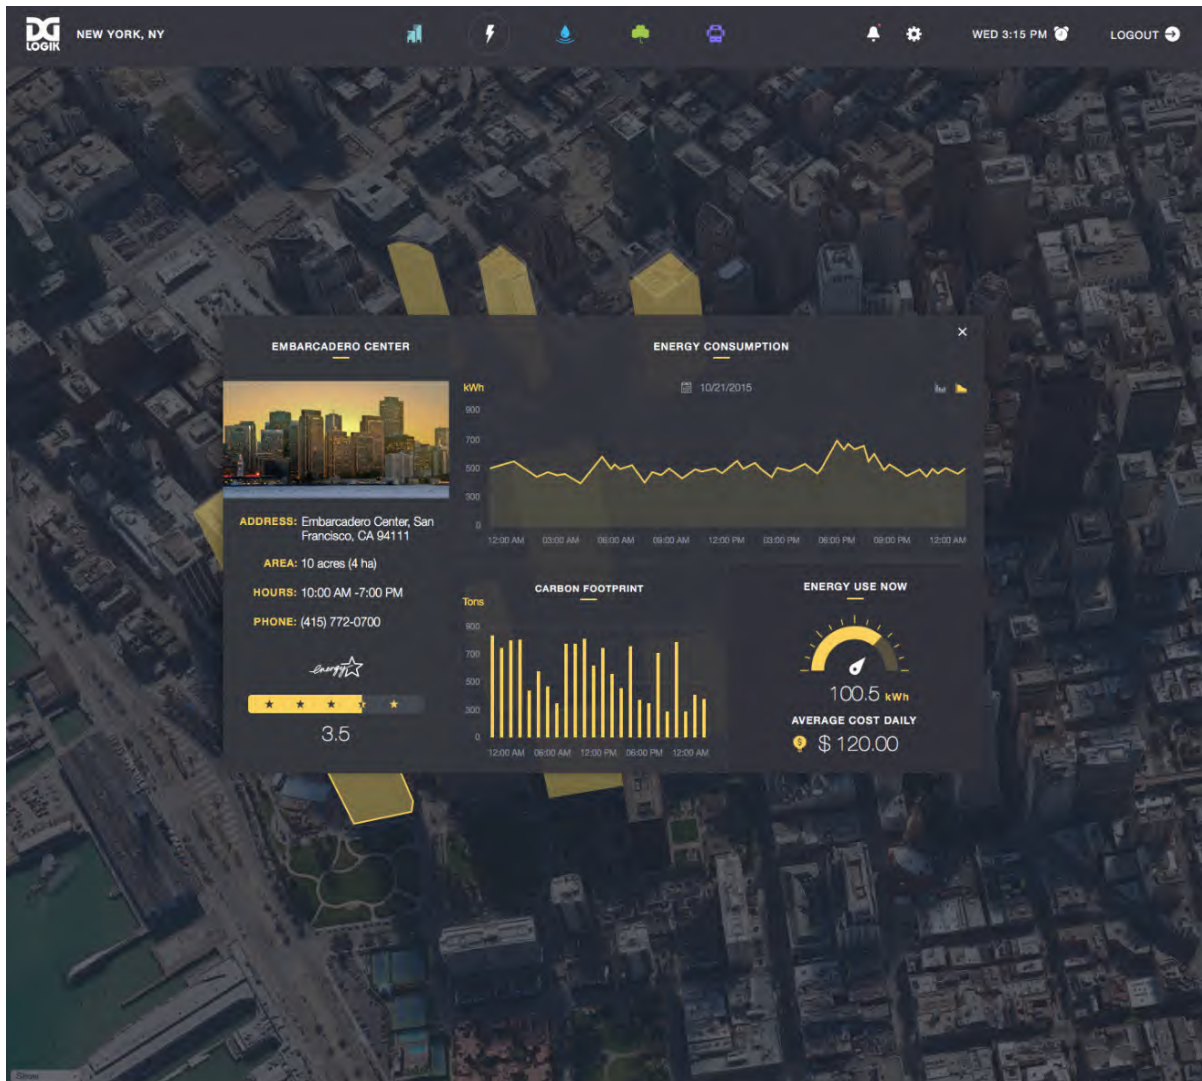 DG
LOGIK
NEW YORK, NY
WED 3:15 PM
LOGOUT
EMBARCADERO CENTER
ADDRESS: Embarcadero Center, San
Francisco, CA 94111
AREA: 10 acres (4 ha)
HOURS: 10:00 AM -7:00 PM
PHONE: (415) 772-0700
energy
3.5
ENERGY CONSUMPTION
kWh
10/21/2015
900
700
500
300
0
12:00 AM 03:00 AM 06:00 AM 09:00 AM 12:00 PM 03:00 PM 06:00 PM 09:00 PM 12:00 AM
CARBON FOOTPRINT
Tons
900
700
500
300
0
12:00 AM 06:00 AM 12:00 PM 06:00 PM 12:00 AM
ENERGY USE NOW
100.5 kWh
AVERAGE COST DAILY
$ 120.00